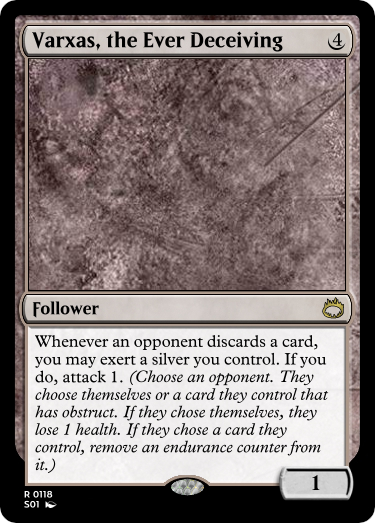 Varxas, the Ever Deceiving 4
Follower
Whenever an opponent discards a card,
you may exert a silver you control. If you
do, attack 1. (Choose an opponent. They
choose themselves or a card they control that
has obstruct. If they chose themselves, they
lose 1 health. If they chose a card they
control, remove an endurance counter from
it.)
1
R 0118
S01